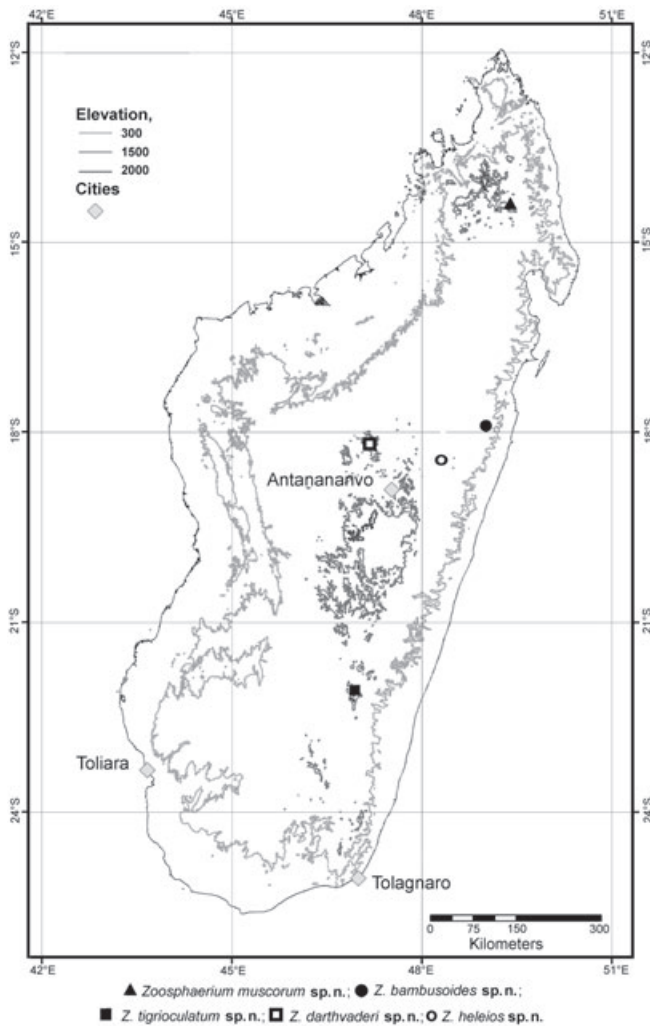 42°E 45°E 48°E 51°E
12°S 12°S
Elevation,
300
1500
2000
Cities
15°S 15°S
18°S 18°S
Antanananvo
21°S 21°S
Toliara
24°S 24°S
Tolagnaro
0 75 150 300
Kilometers
42°E 45°E 48°E 51°E
Zoosphaerium muscorum sp.n.; Z. bambusoides sp.n.;
Z. tigrioculatum sp.n.; Z. darthvaderi sp.n.; Z. heleios sp.n.